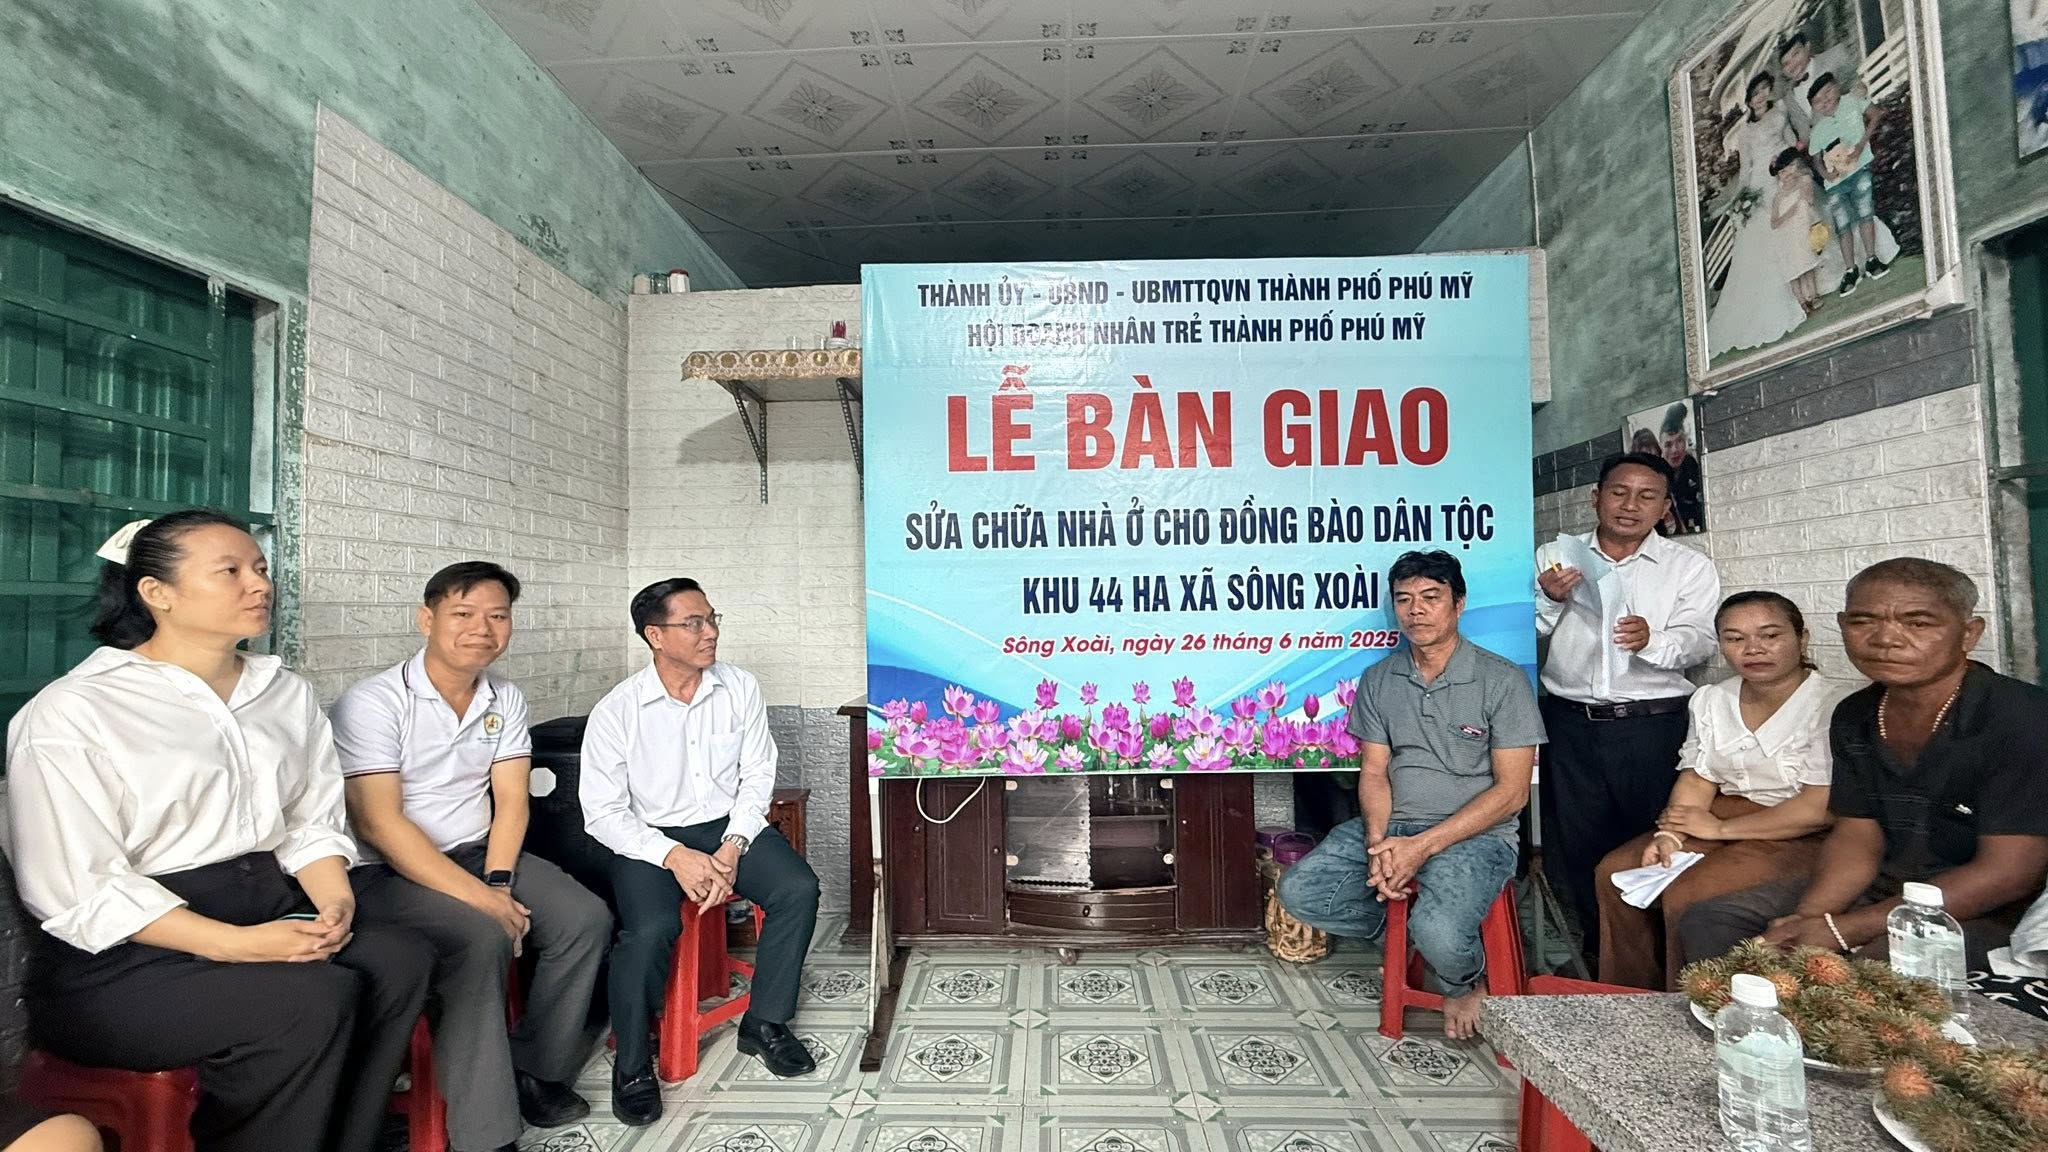 THÀNH ỦY - UBND - UBMTTQVN THÀNH PHỐ PHÚ MỸ
HỘI DOANH NHÂN TRẺ THÀNH PHỐ PHÚ MỸ
LỄ BÀN GIAO
SỬA CHỮA NHÀ Ở CHO ĐỒNG BÀO DÂN TỘC
KHU 44 HA XÃ SÔNG XOÀI
Sông Xoài, ngày 26 tháng 6 năm 2025